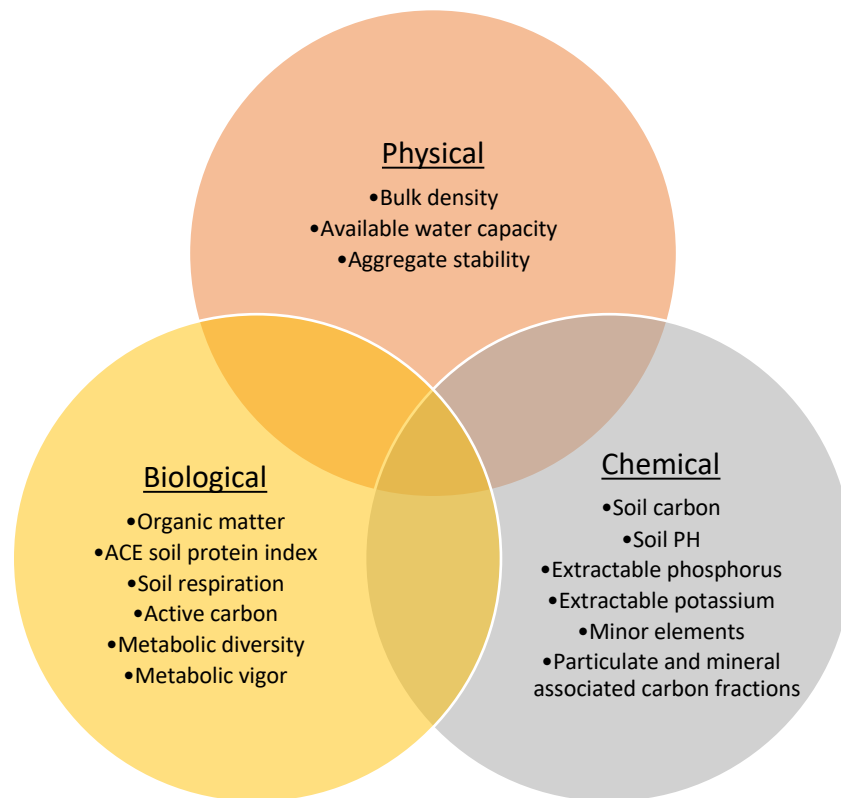 Physical
•Bulk density
•Available water capacity
•Aggregate stability
Biological
•Organic matter
•ACE soil protein index
•Soil respiration
•Active carbon
•Metabolic diversity
•Metabolic vigor
Chemical
•Soil carbon
•Soil PH
•Extractable phosphorus
•Extractable potassium
•Minor elements
•Particulate and mineral
associated carbon fractions